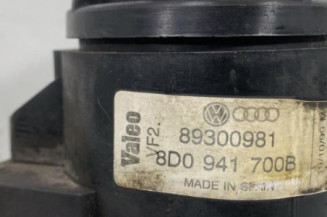 Valeo
VF2.
89300981
8D0 941 700B
MADE IN SPAIN